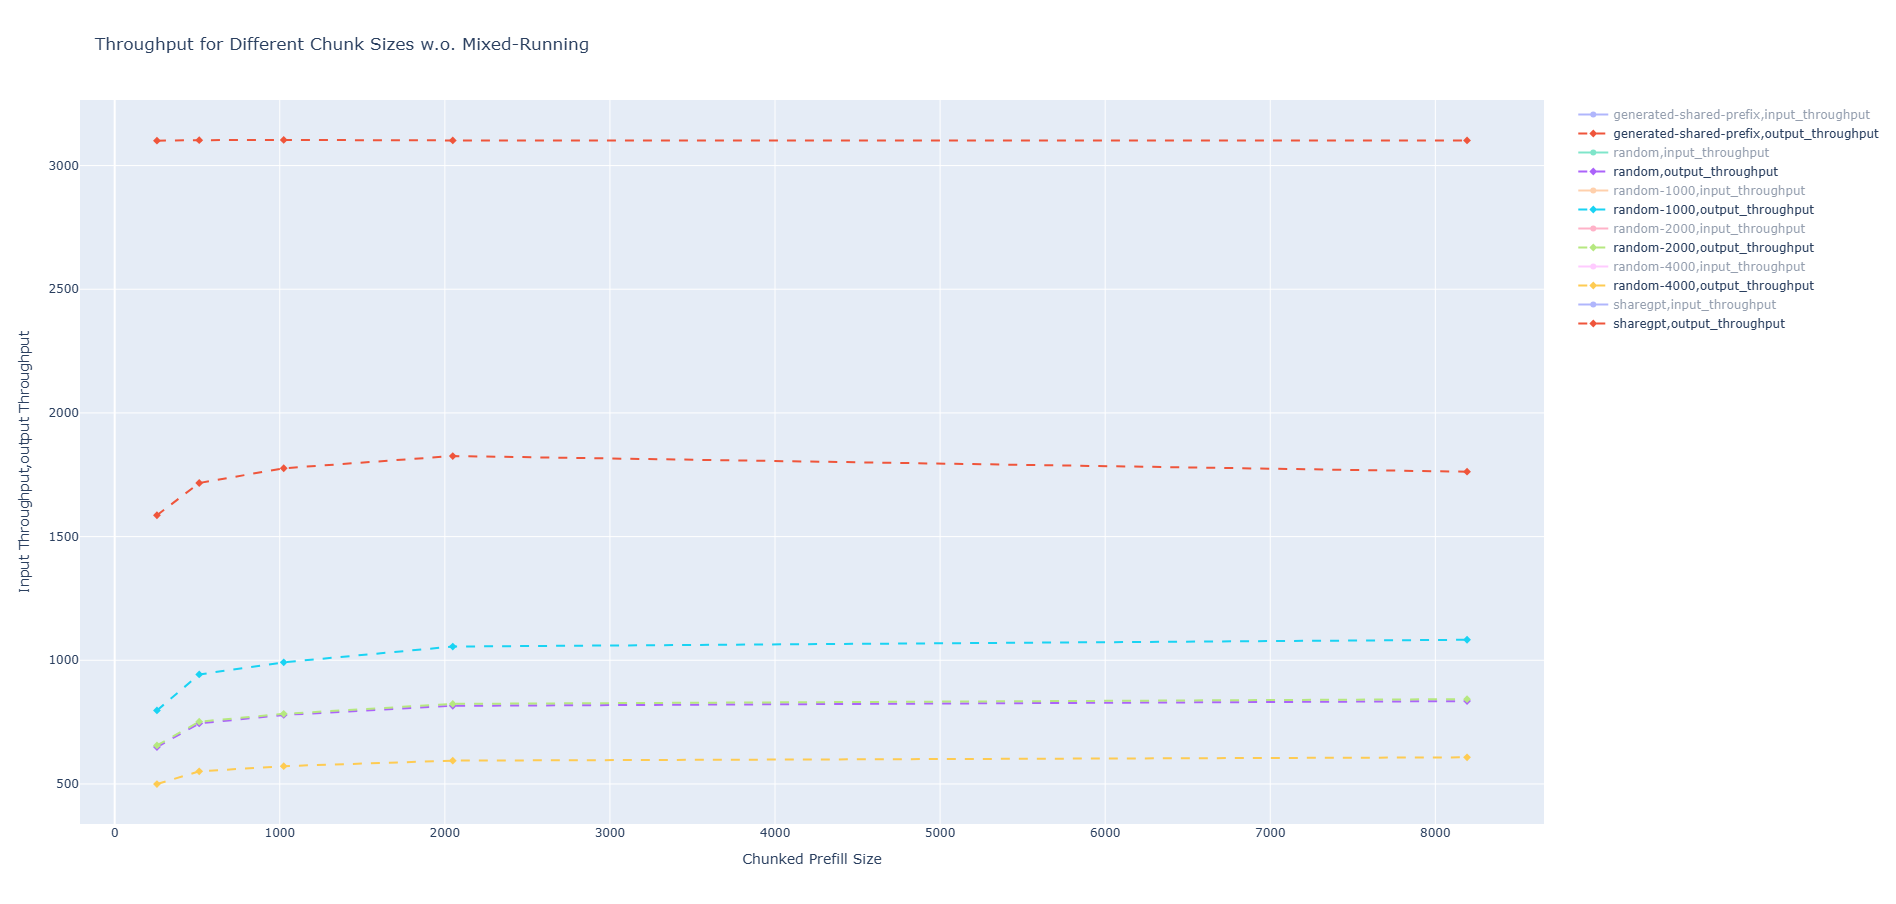 Throughput for Different Chunk Sizes w.o. Mixed-Running
generated-shared-prefix,input_throughput
generated-shared-prefix,output_throughput
random,input_throughput
random,output_throughput
random-1000,input_throughput
random-1000,output_throughput
random-2000,input_throughput
random-2000,output_throughput
random-4000,input_throughput
random-4000,output_throughput
sharegpt,input_throughput
sharegpt,output_throughput
Input Throughput,output Throughput
3000
2500
2000
1500
1000
500
0
1000
2000
3000
4000
5000
6000
7000
8000
Chunked Prefill Size